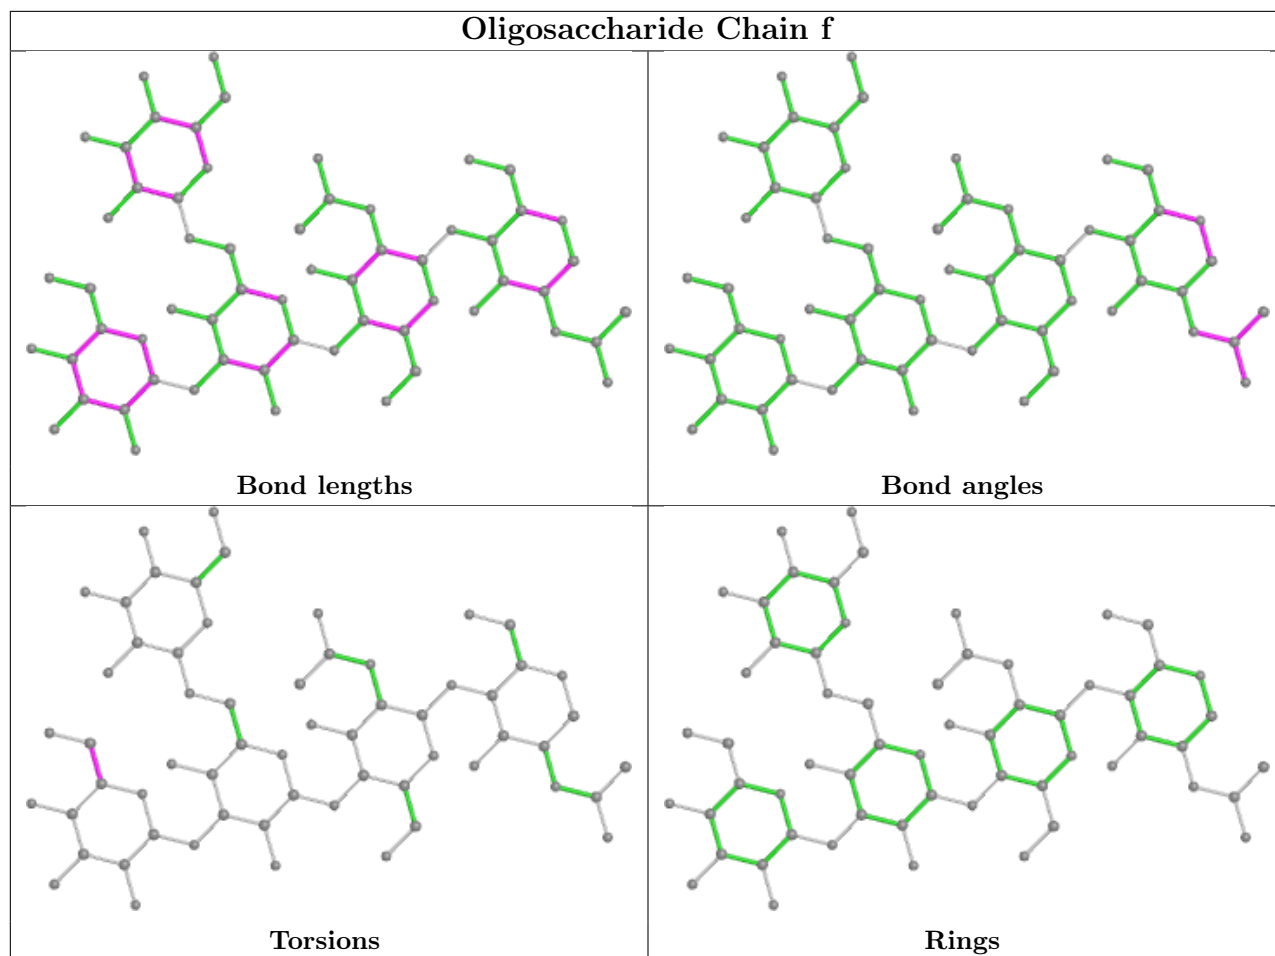 Oligosaccharide Chain f
Bond lengths
Bond angles
Torsions
Rings